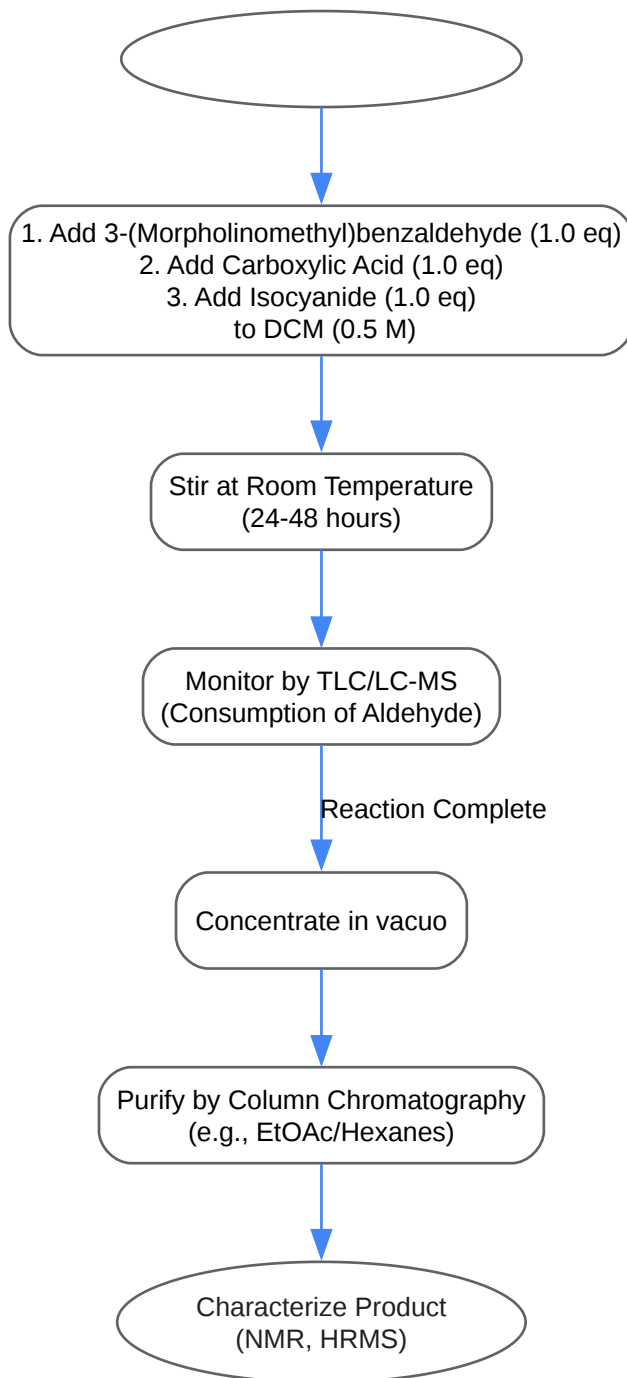 1. Add 3-(Morpholinomethyl)benzaldehyde (1.0 eq)
2. Add Carboxylic Acid (1.0 eq)
3. Add Isocyanide (1.0 eq)
to DCM (0.5 M)
Stir at Room Temperature
(24-48 hours)
Monitor by TLC/LC-MS
(Consumption of Aldehyde)
Reaction Complete
Concentrate in vacuo
Purify by Column Chromatography
(e.g., EtOAc/Hexanes)
Characterize Product
(NMR, HRMS)